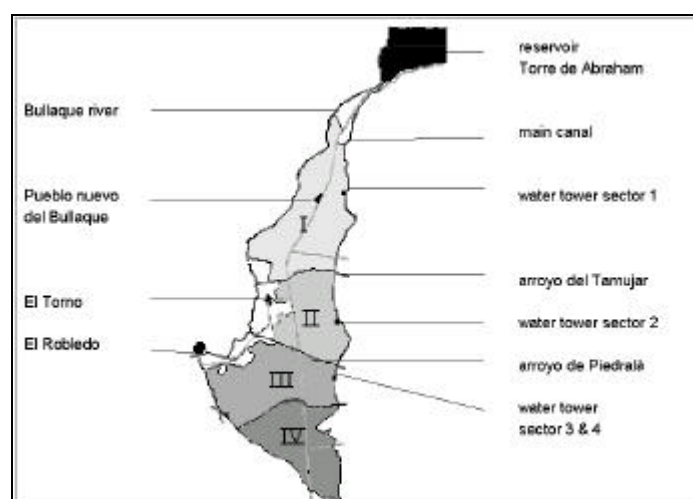 reservoir
Torre de Abraham
Bullaque river
main canal
Pueblo nuevo
del Bullaque
water tower sector 1
I
arroyo del Tamujar
El Torno
II
water tower sector 2
El Robledo
arroyo de Piedralà
III
water tower
sector 3 & 4
IV